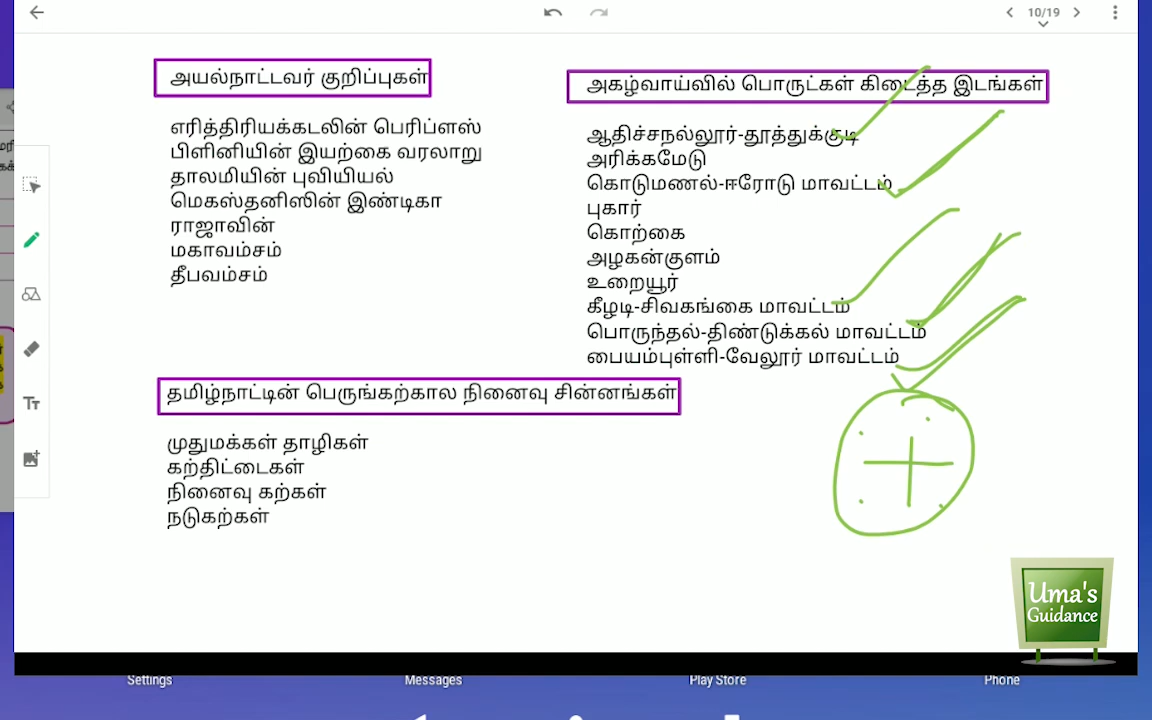 10/19
அயல்நாட்டவர் குறிப்புகள்
எரித்திரியக்கடலின் பெரிப்ளஸ்
பிளினியின் இயற்கை வரலாறு
தாலமியின் புவியியல்
மெகஸ்தனிஸின் இண்டிகா
ராஜாவின்
மகாவம்சம்
தீபவம்சம்
அகழ்வாய்வில் பொருட்கள் கிடைத்த இடங்கள்
ஆதிச்சநல்லூர்-தூத்துக்குடி
அரிக்கமேடு
கொடுமணல்-ஈரோடு மாவட்டம்
புகார்
கொற்கை
அழகன்குளம்
உறையூர்
கீழடி-சிவகங்கை மாவட்டம்
பொருந்தல்-திண்டுக்கல் மாவட்டம்
பையம்புள்ளி-வேலூர் மாவட்டம்
தமிழ்நாட்டின் பெருங்கற்கால நினைவு சின்னங்கள்
முதுமக்கள் தாழிகள்
கற்திட்டைகள்
நினைவு கற்கள்
நடுகற்கள்
Uma's
Guidance
Settings
Messages
Play Store
Phone